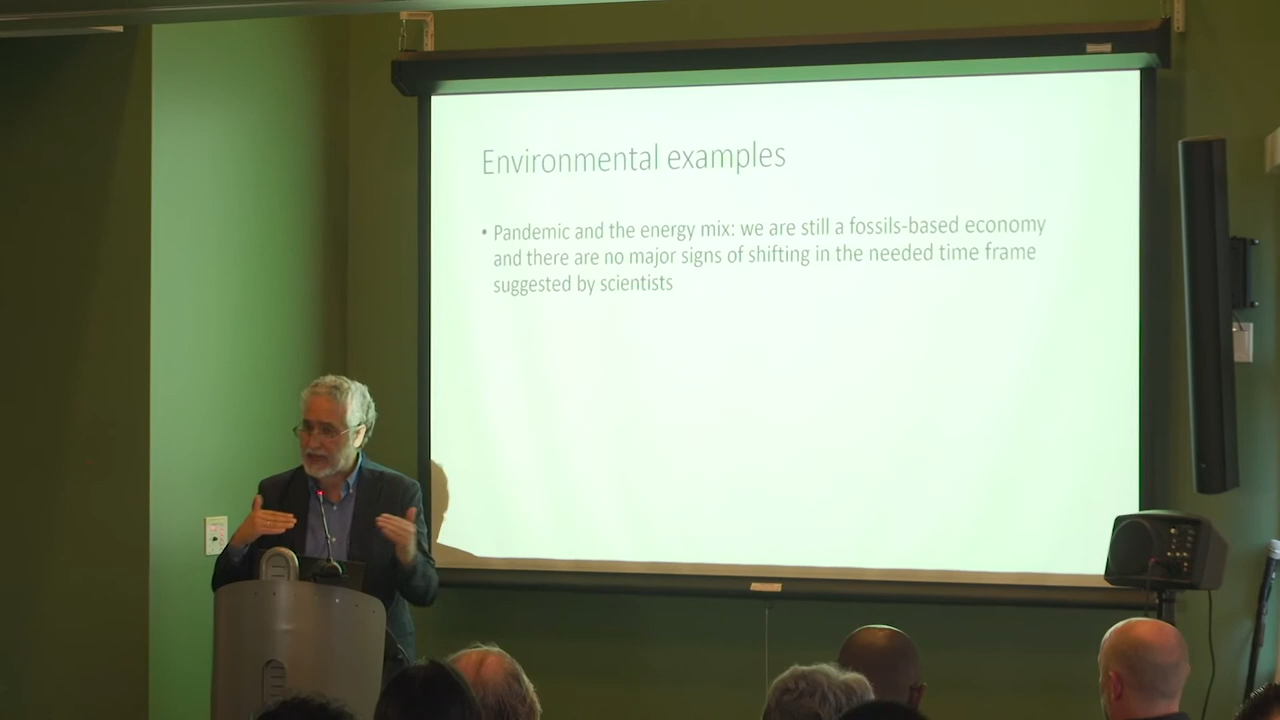 Environmental examples
• Pandemic and the energy mix: we are still a fossils-based economy
and there are no major signs of shifting in the needed time frame
suggested by scientists